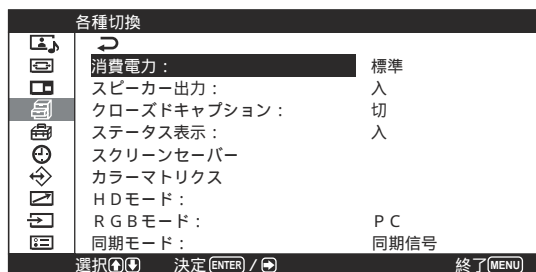 各種切換
消費電力： 標準
スピーカー出力： 入
クローズドキャプション： 切
ステータス表示： 入
スクリーンセーバー
カラーマトリクス
ＨＤモード：
ＲＧＢモード： ＰＣ
同期モード： 同期信号
選択 決定 ENTER / 終了 MENU